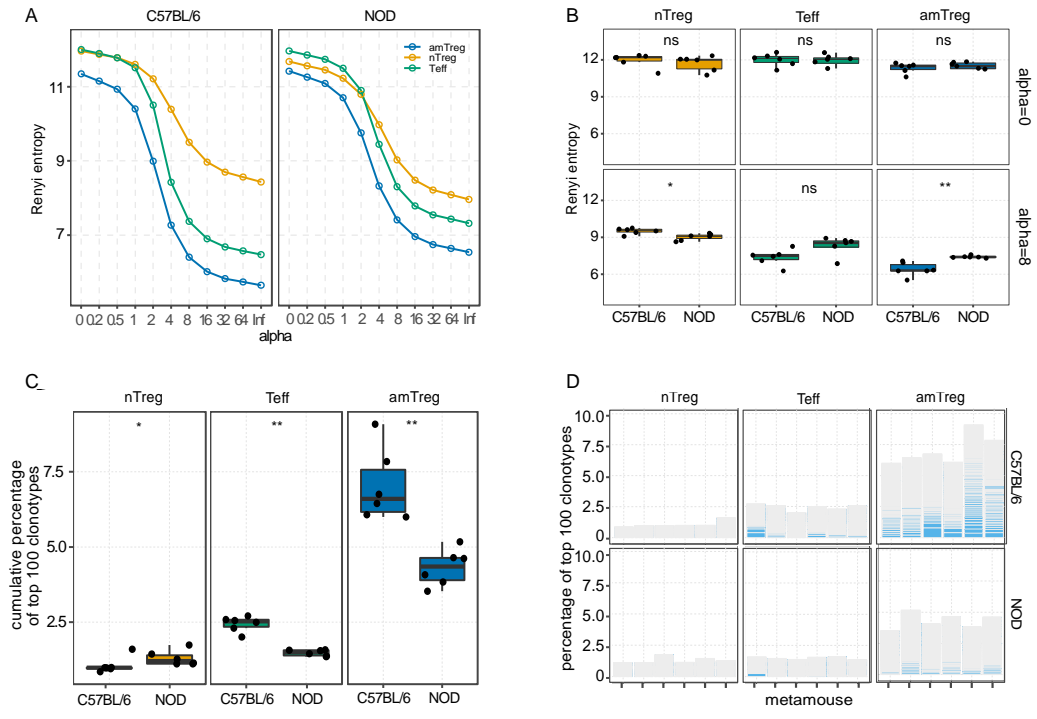 A
C57BL/6
NOD
amTreg
nTreg
Teff
11
9
7
Renyi entropy
0 0.2 0.5 1 2 4 8 16 32 64 Inf
0 0.2 0.5 1 2 4 8 16 32 64 Inf
alpha
B
nTreg
Teff
amTreg
ns
ns
ns
12
9
6
alpha=0
Renyi entropy
*
ns
**
12
9
6
alpha=8
C57BL/6
NOD
C57BL/6
NOD
C57BL/6
NOD
C_
nTreg
Teff
amTreg
*
**
**
7.5
5.0
2.5
cumulative percentage
of top 100 clonotypes
C57BL/6
NOD
C57BL/6
NOD
C57BL/6
NOD
D
nTreg
Teff
amTreg
10.0
7.5
5.0
2.5
0
C57BL/6
percentage of top 100 clonotypes
10.0
7.5
5.0
2.5
0
NOD
metamouse